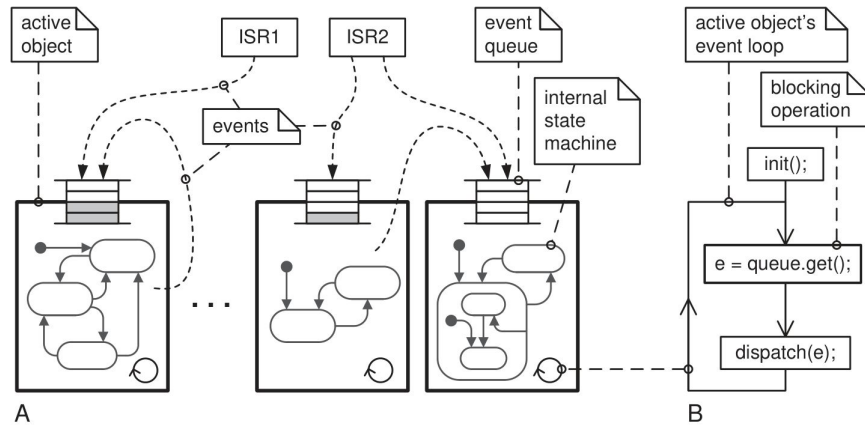 active
object
ISR1
ISR2
event
queue
active object's
event loop
events
internal
state
machine
blocking
operation
init();
e = queue.get();
dispatch(e);
...
A
B